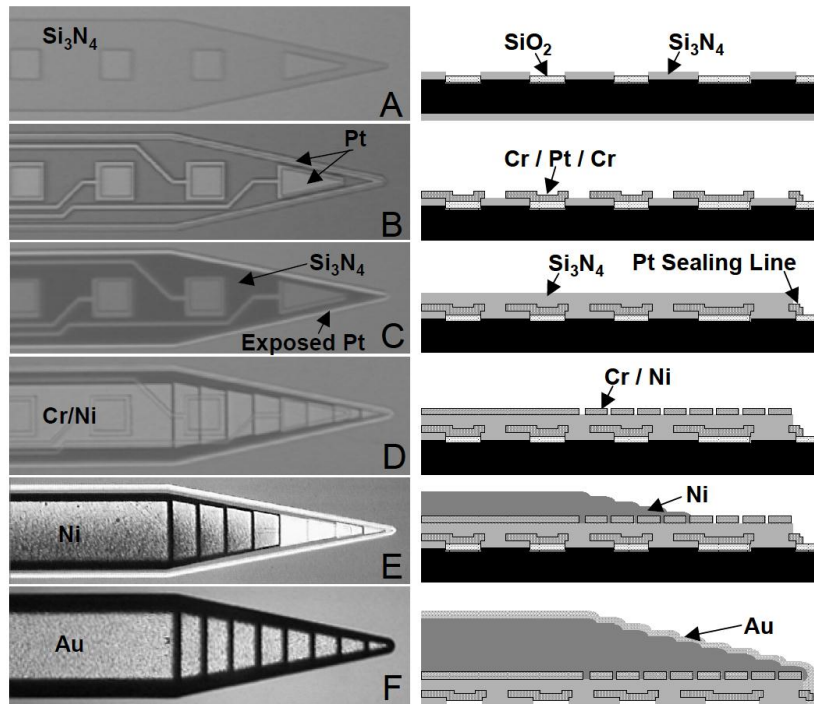 Si3N4
A
SiO2 Si3N4
Pt
B
Cr / Pt / Cr
Si3N4
Exposed Pt
C
Si3N4 Pt Sealing Line
Cr/Ni
D
Cr / Ni
Ni
E
Ni
Au
F
Au